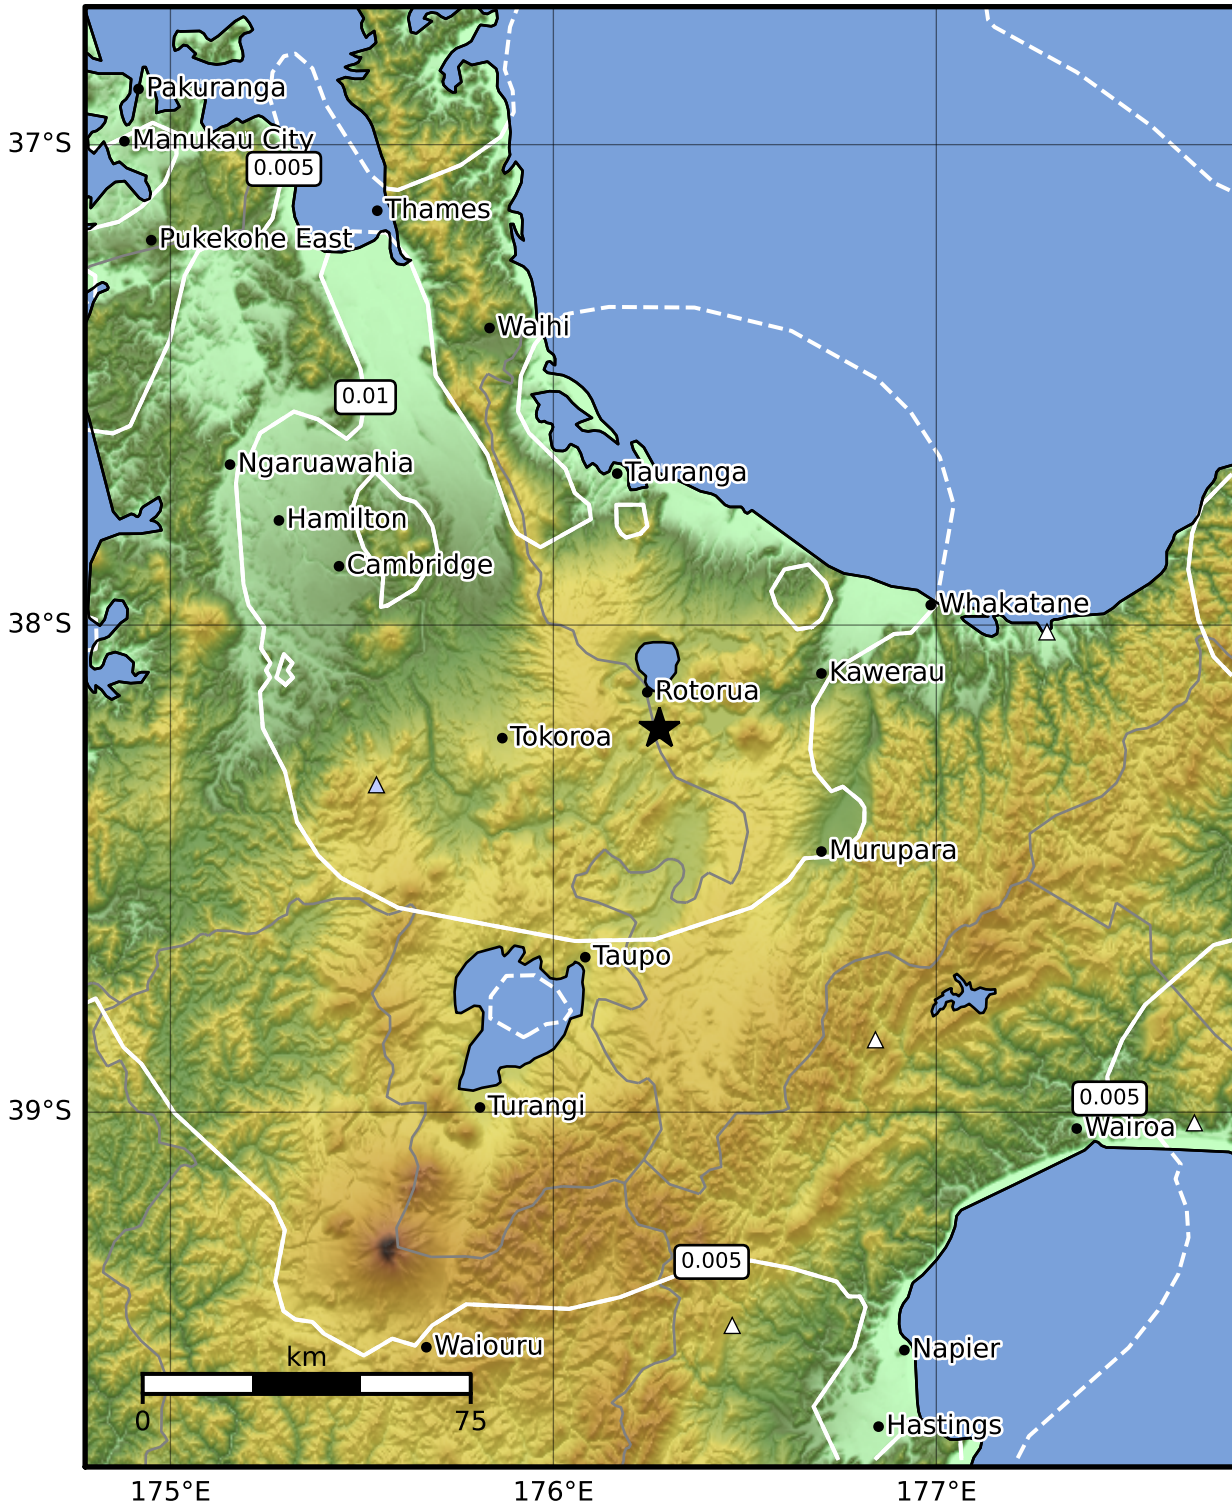 Pakuranga
37°S
Manukau City
0.005
Thames
Pukekohe East
Waihi
0.01
Ngaruawahia
Tauranga
Hamilton
Cambridge
38°S
Whakatane
Kawerau
Rotorua
Tokoroa
Murupara
Taupo
39°S
Turangi
0.005
Wairoa
0.005
Waiouru
Napier
km
0
75
Hastings
175°E
176°E
177°E